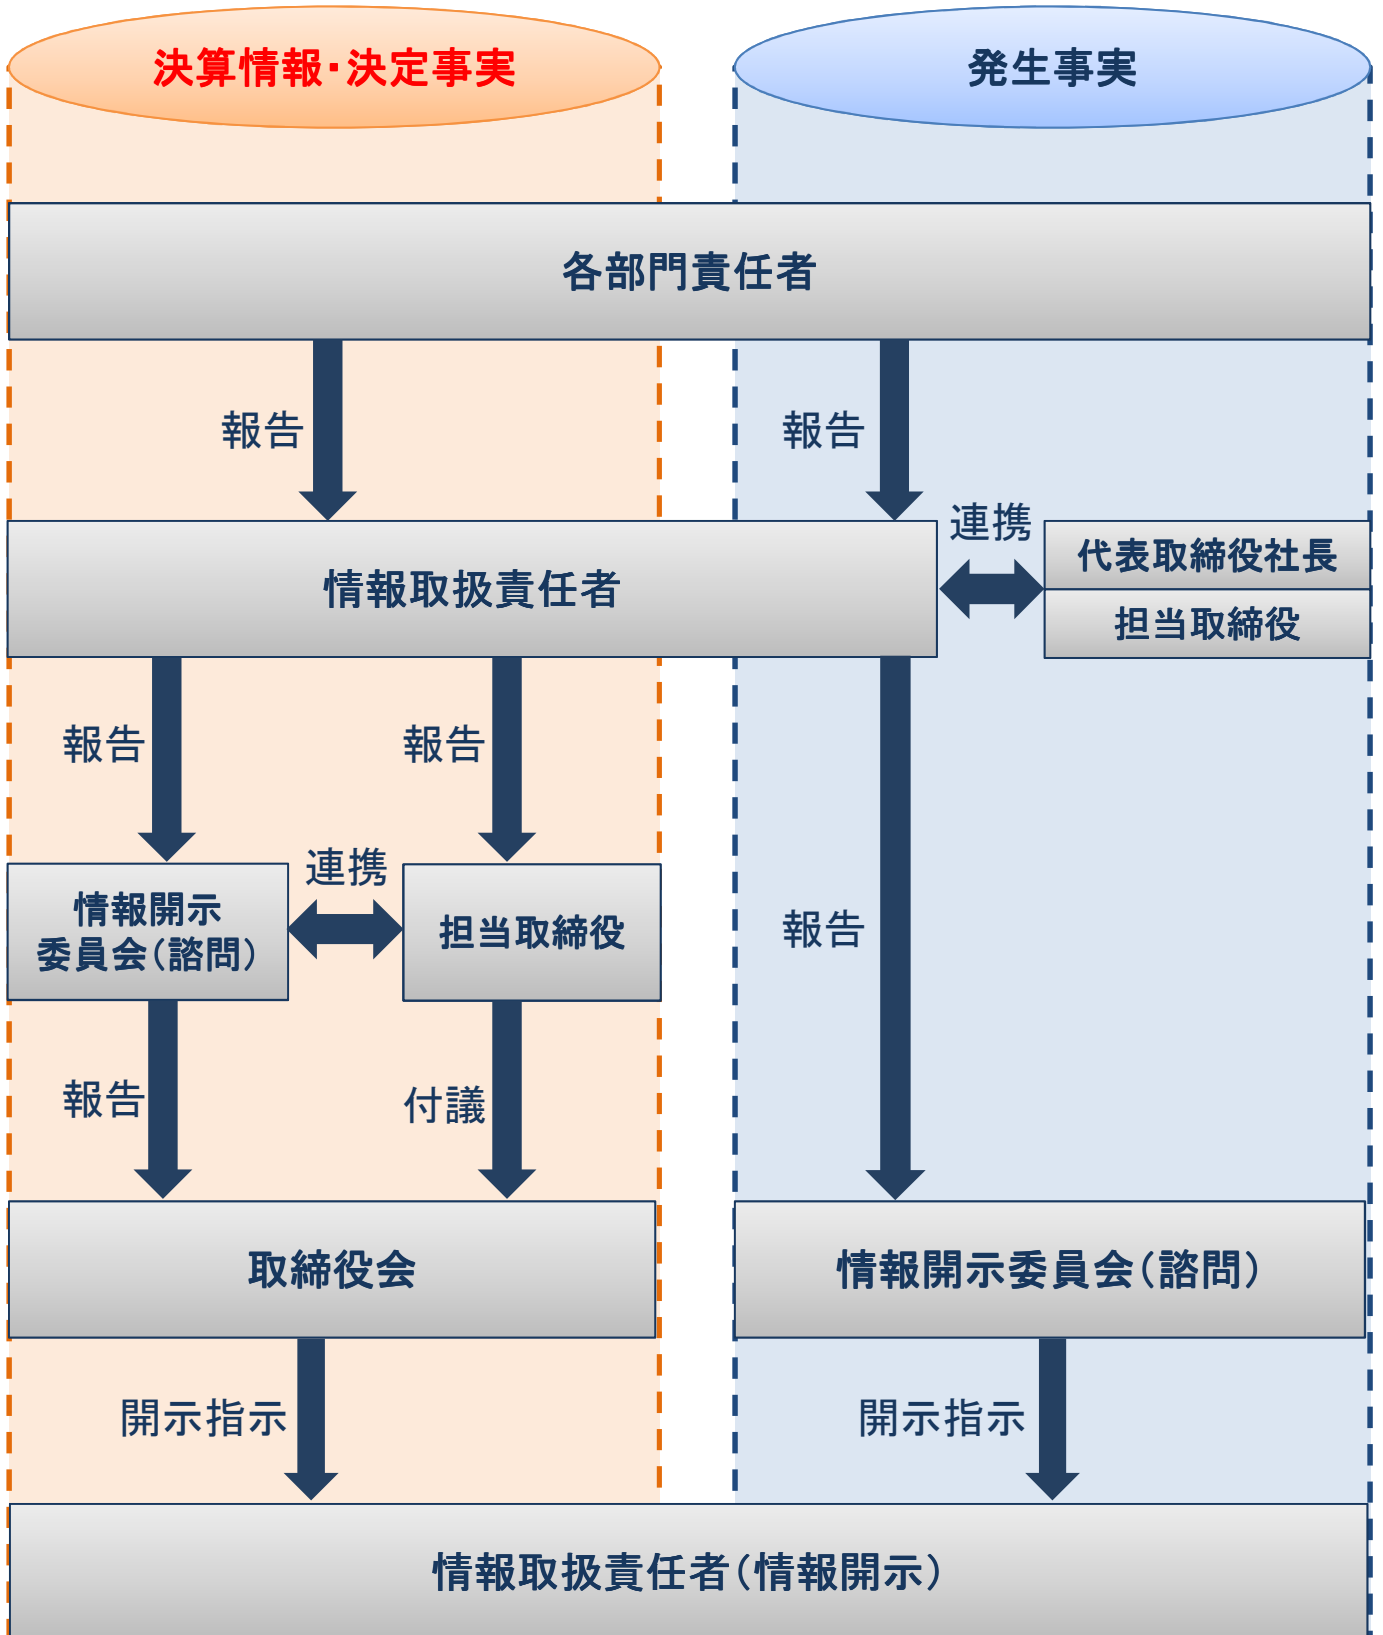 決算情報・決定事実
発生事実
各部門責任者
報告
報告
連携
情報取扱責任者
代表取締役社長
担当取締役
報告
報告
連携
情報開示
委員会(諮問)
担当取締役
報告
報告
付議
取締役会
情報開示委員会(諮問)
開示指示
開示指示
情報取扱責任者(情報開示)